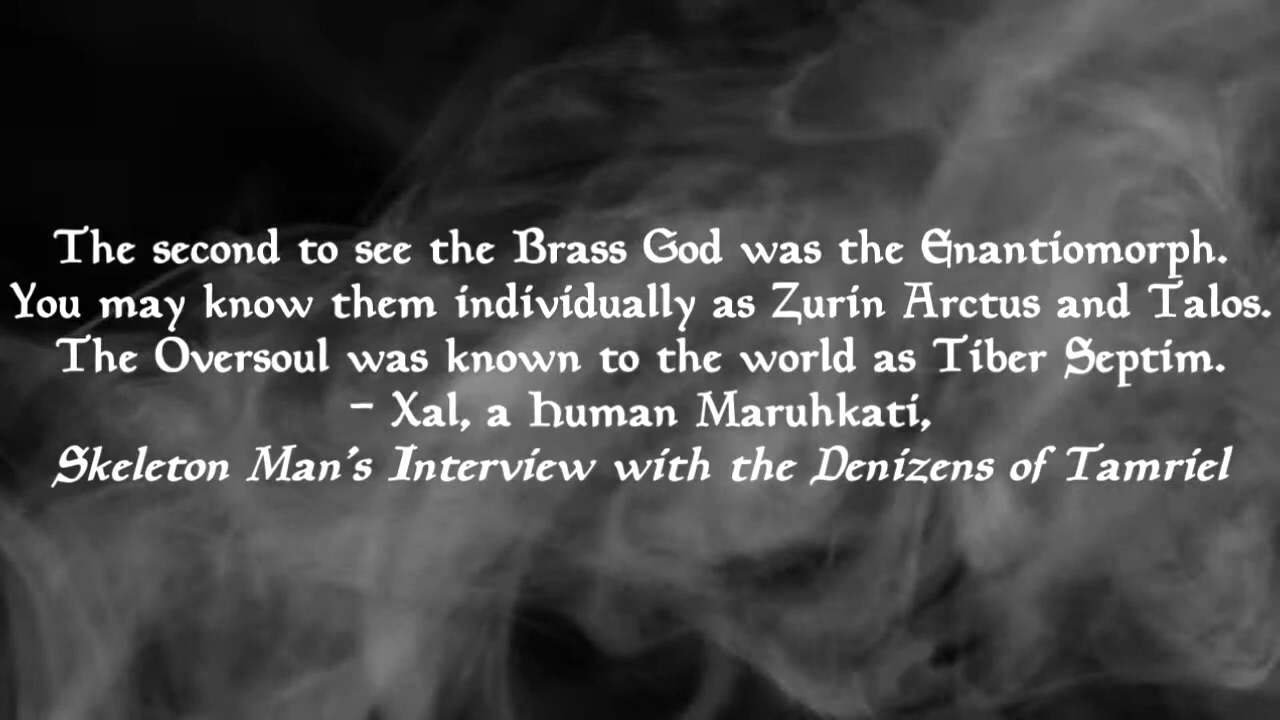 The second to see the Brass God was the Enantiomorph.
You may know them individually as Zurin Arctus and Talos.
The Oversoul was known to the world as Tiber Septim.
– Xal, a human Maruhkati,
Skeleton Man's Interview with the Denizens of Tamriel